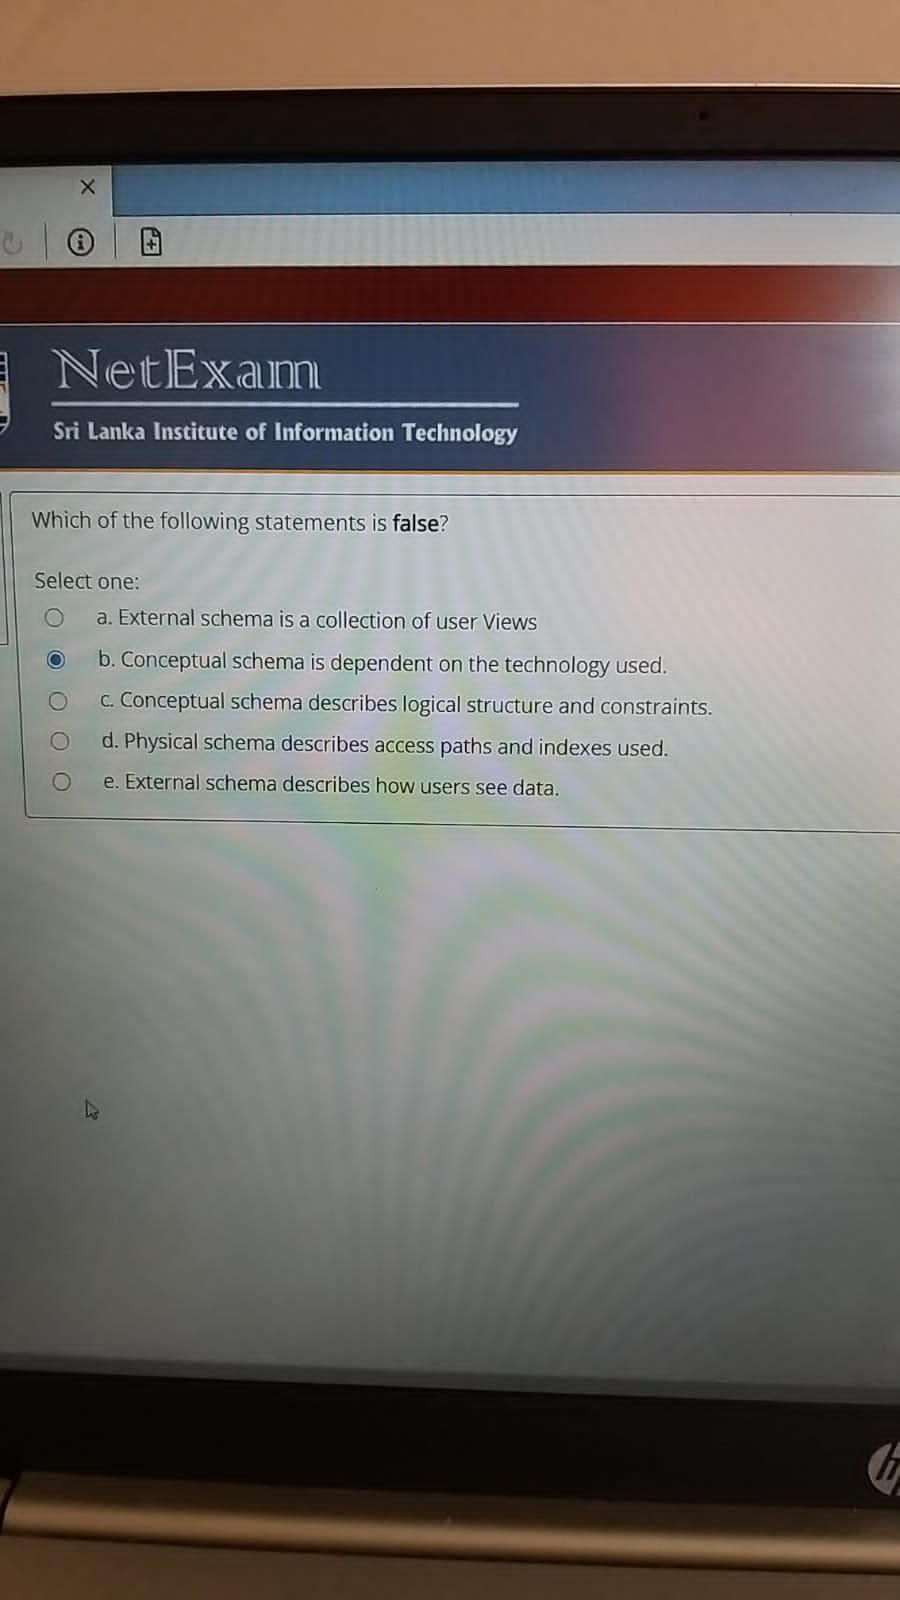 NetExam
Sri Lanka Institute of Information Technology
Which of the following statements is false?
Select one:
a. External schema is a collection of user Views
b. Conceptual schema is dependent on the technology used.
c. Conceptual schema describes logical structure and constraints.
d. Physical schema describes access paths and indexes used.
e. External schema describes how users see data.
hp